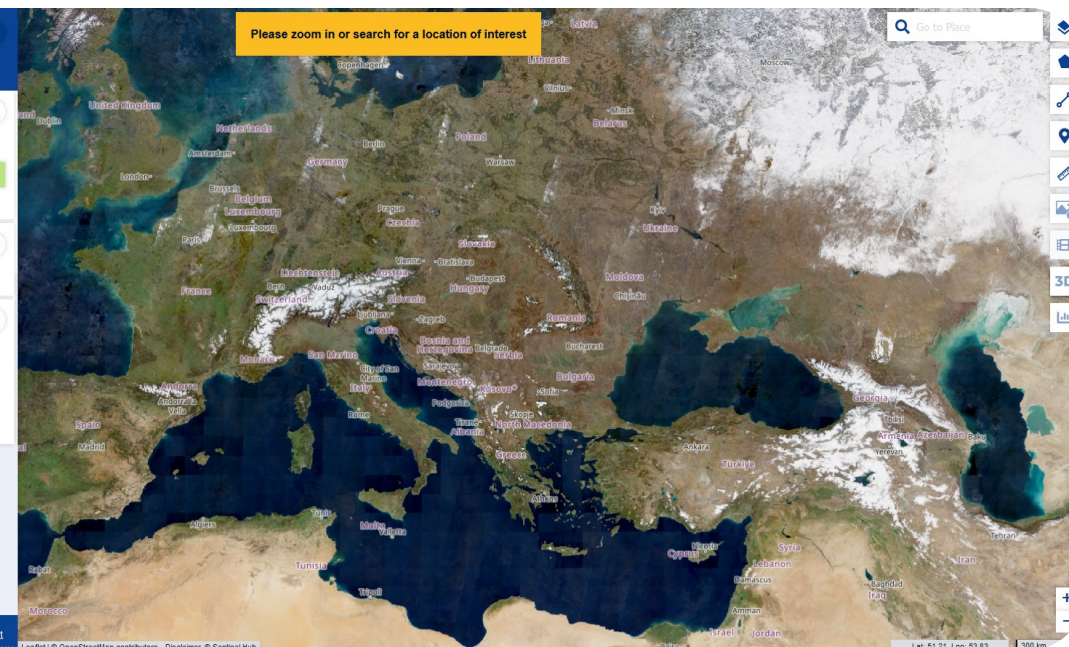 Please zoom in or search for a location of interest
Go to Place
Latvia
Copenhagen
Lithuania
Moscow
Vilnius
Minsk
Belarus
United Kingdom
Dublin
Netherlands
Amsterdam
Berlin
Poland
Germany
Warsaw
London
Brussels
Belgium
Luxembourg
Luxembourg
Prague
Czechia
Kyiv
Ukraine
Paris
Slovakia
Vienna
Bratislava
Liechtenstein
Austria
Budapest
Hungary
Moldova
Chișinău
France
Bern
Vaduz
Switzerland
Slovenia
Ljubljana
Zagreb
Romania
Croatia
Bosnia and
Herzegovina
Belgrade
Serbia
Bucharest
Monaco
San Marino
City of San
Marino
Sarajevo
Italy
Montenegro
Kosovo*
Bulgaria
Sofia
Andorra
Andorra la
Vella
Podgorica
Skopje
Rome
Tirana
Albania
North Macedonia
Georgia
Tbilisi
Spain
Madrid
Armenia
Azerbaijan
Baku
Yerevan
Ankara
Türkiye
Greece
Athens
3D
Algiers
Tunis
Malta
Valletta
Tunisia
Rabat
Morocco
Tripoli
Nicosia
Cyprus
Syria
Lebanon
Damascus
Tehran
Iran
Baghdad
Iraq
Amman
Israel
Jordan
Cairo
+
−
Leaflet | © OpenStreetMap contributors - Disclaimer © Sentinel Hub
Lat: 51.21, Lng: 53.83
300 km